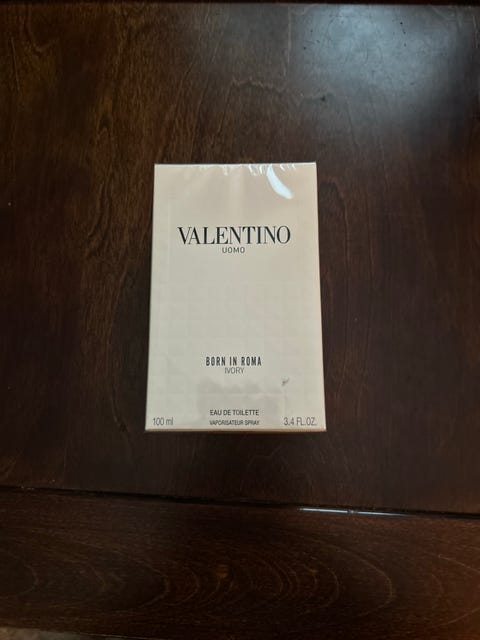 VALENTINO
UOMO
BORN IN ROMA
IVORY
EAU DE TOILETTE
100 ml VAPORISATEUR SPRAY 3.4 FL.OZ.